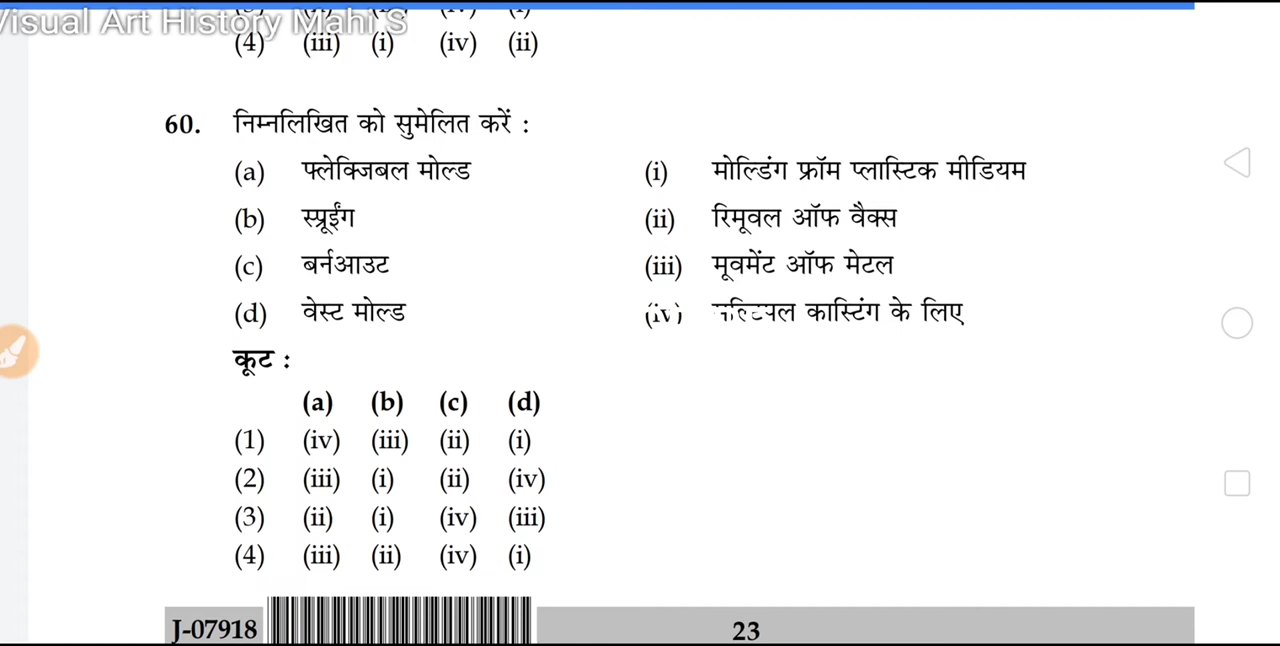 Visual Art History Mahi S
(4) (iii) (i) (iv) (ii)
60. निम्नलिखित को सुमेलित करें :
(a) फ्लेक्जिबल मोल्ड (i) मोल्डिंग फ्रॉम प्लास्टिक मीडियम
(b) स्प्रूईंग (ii) रिमूवल ऑफ वैक्स
(c) बर्नआउट (iii) मूवमेंट ऑफ मेटल
(d) वेस्ट मोल्ड (iv) मल्टिपल कास्टिंग के लिए
कूट :
(a) (b) (c) (d)
(1) (iv) (iii) (ii) (i)
(2) (iii) (i) (ii) (iv)
(3) (ii) (i) (iv) (iii)
(4) (iii) (ii) (iv) (i)
J-07918 23